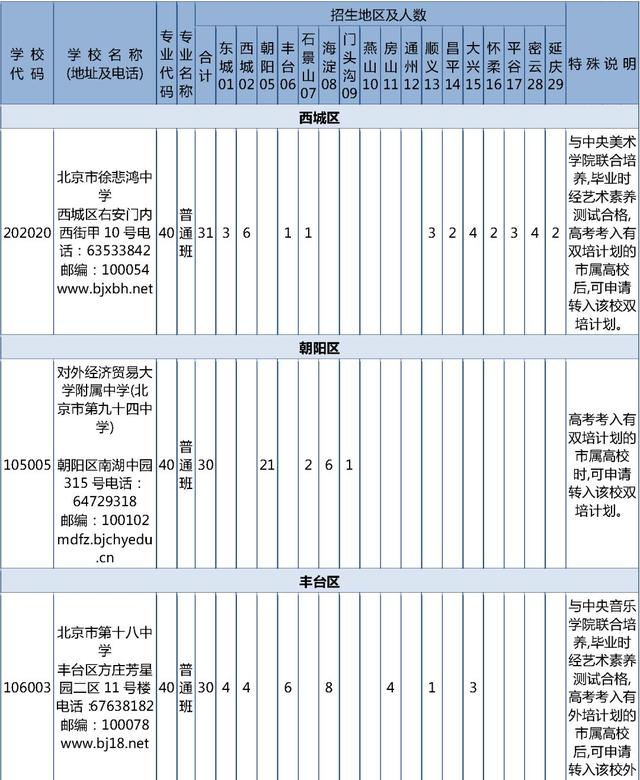 学校代码 学校名称(地址及电话) 专业代码 专业名称 招生地区及人数 特殊说明
合计 东城01 西城02 朝阳05 丰台06 石景山07 海淀08 门头沟09 燕山10 房山11 通州12 顺义13 昌平14 大兴15 怀柔16 平谷17 密云28 延庆29
西城区
202020
北京市徐悲鸿中
学
西城区右安门内
西街甲 10 号电
话：63533842
邮编：100054
www.bjxbh.net
40
普通班
31 3 6 1 1 3 2 4 2 3 4 2
与中央美术
学院联合培
养,毕业时
经艺术素养
测试合格,
高考考入有
双培计划的
市属高校
后,可申请
转入该校双
培计划。
朝阳区
105005
对外经济贸易大
学附属中学(北
京市第九十四中
学)
朝阳区南湖中园
315 号电话：
64729318
邮编：100102
mdfz.bjchyedu
.cn
40
普通班
30 21 2 6 1
高考考入有
双培计划的
市属高校
时,可申请
转入该校双
培计划。
丰台区
106003
北京市第十八中
学
丰台区方庄芳星
园二区 11 号楼
电话:67638182
邮编：100078
www.bj18.net
40
普通班
30 4 4 6 8 4 1 3
与中央音乐
学院联合培
养,毕业时
经艺术素养
测试合格,
高考考入有
外培计划的
市属高校
后,可申请
转入该校外